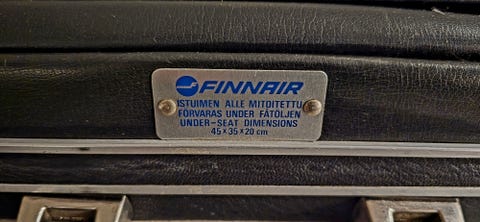 FINNAIR
ISTUIMEN ALLE MITOITETTU
FÖRVARAS UNDER FÅTÖLJEN
UNDER-SEAT DIMENSIONS
45×35×20 cm